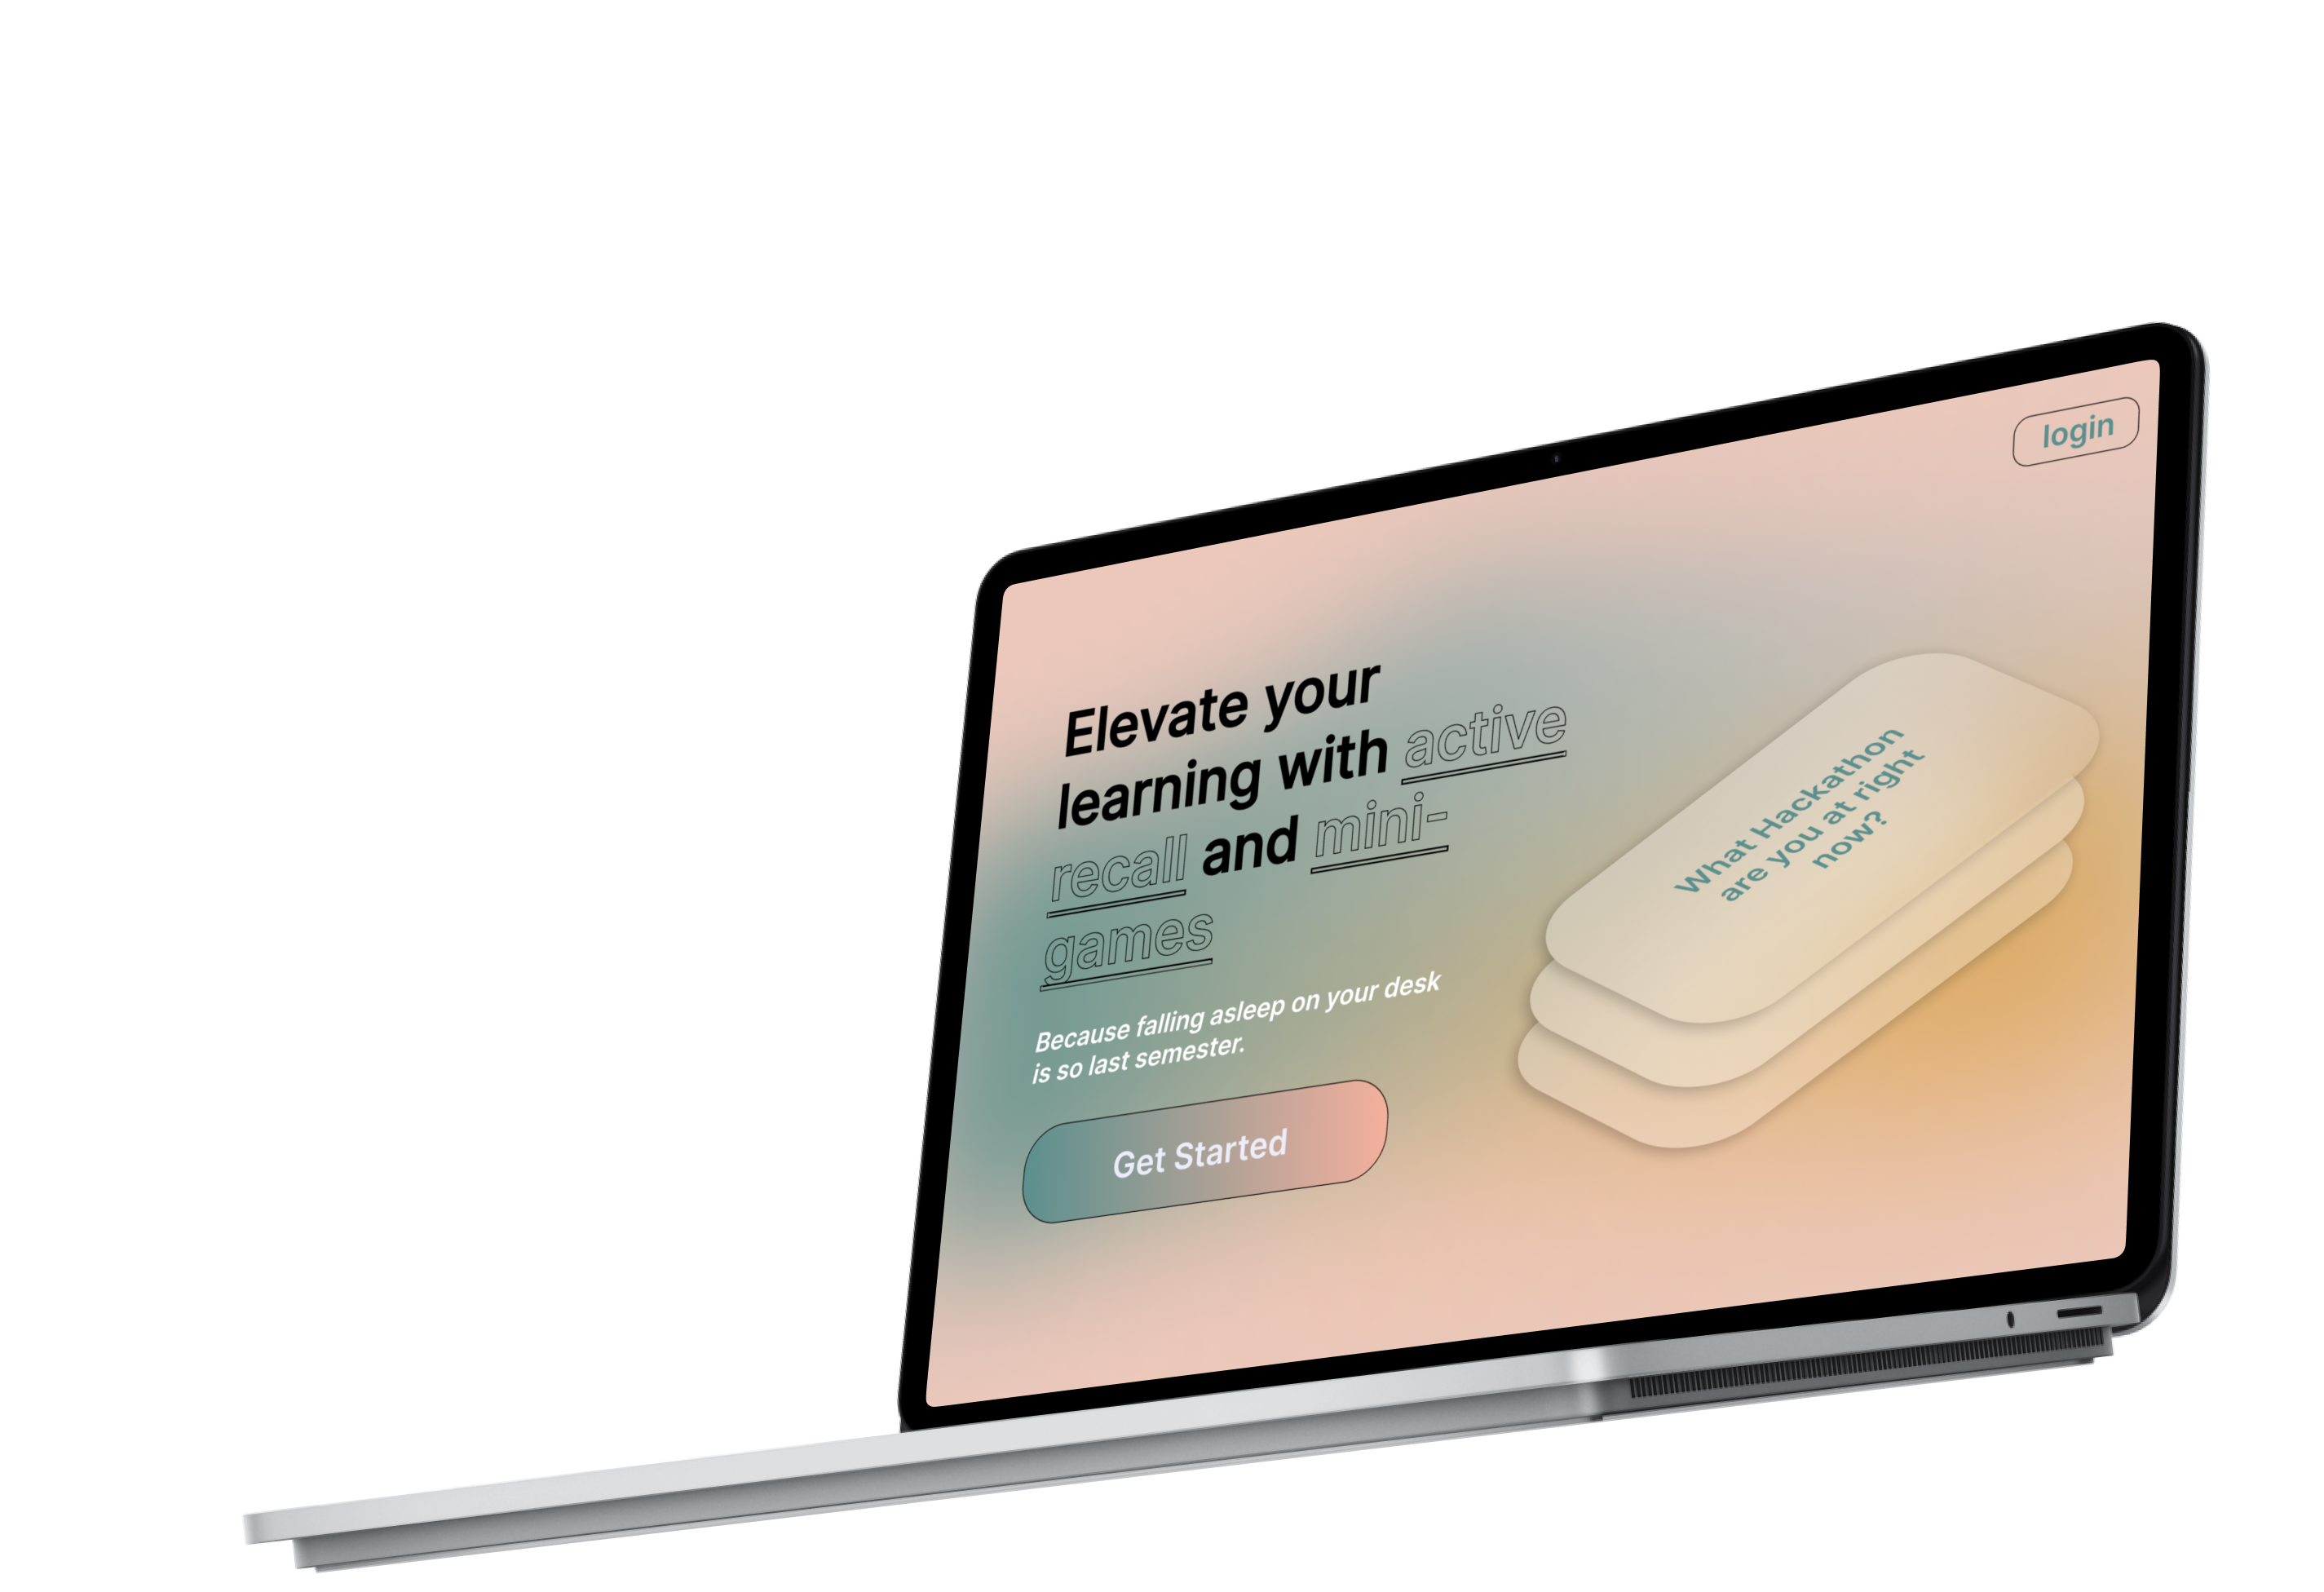 login
Elevate your
learning with active
recall and mini-
games
Because falling asleep on your desk
is so last semester.
Get Started
What Hackathon
are you at right
now?